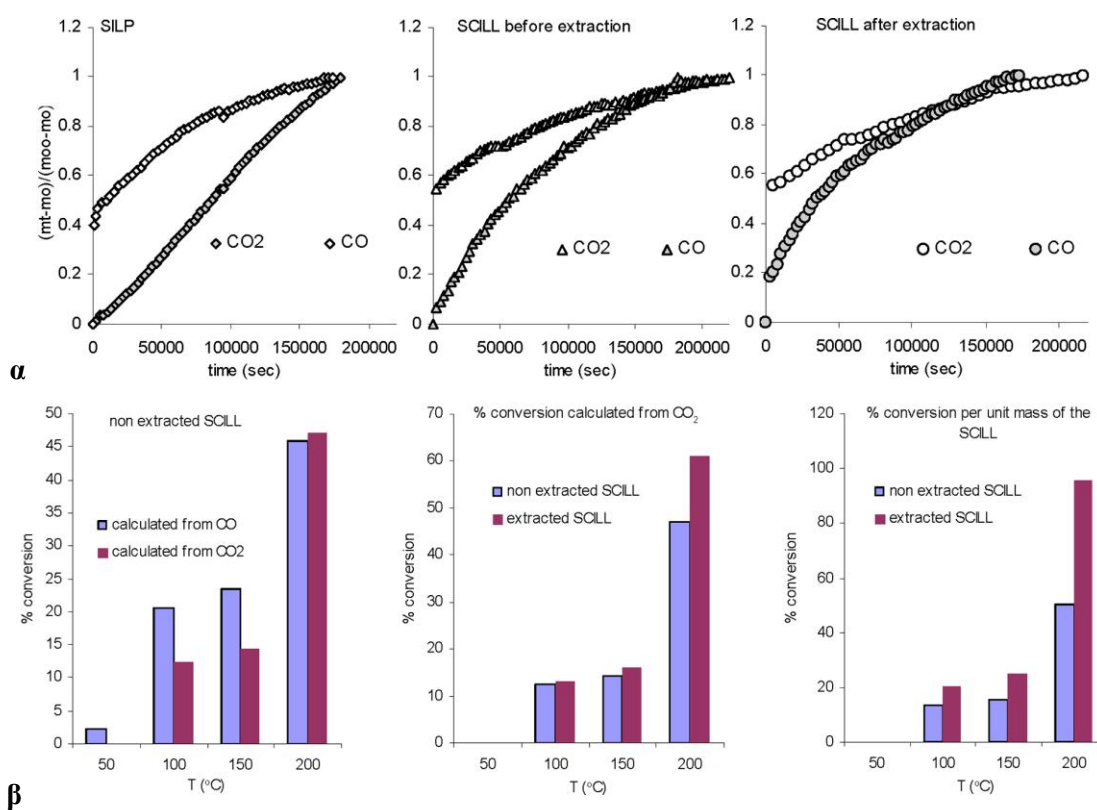 SILP
(mt-mo)/(moo-mo)
1.2
1
0.8
0.6
0.4
0.2
0
CO2 CO
0 50000 100000 150000 200000
time (sec)
SCILL before extraction
1.2
1
0.8
0.6
0.4
0.2
0
CO2 CO
0 50000 100000 150000 200000
time (sec)
SCILL after extraction
1.2
1
0.8
0.6
0.4
0.2
0
CO2 CO
0 50000 100000 150000 200000
time (sec)
α
non extracted SCILL
% conversion
50
45
40
35
30
25
20
15
10
5
0
calculated from CO
calculated from CO2
50 100 150 200
T (°C)
% conversion calculated from CO₂
% conversion
70
60
50
40
30
20
10
0
non extracted SCILL
extracted SCILL
50 100 150 200
T (°C)
% conversion per unit mass of the
SCILL
% conversion
120
100
80
60
40
20
0
non extracted SCILL
extracted SCILL
50 100 150 200
T (°C)
β